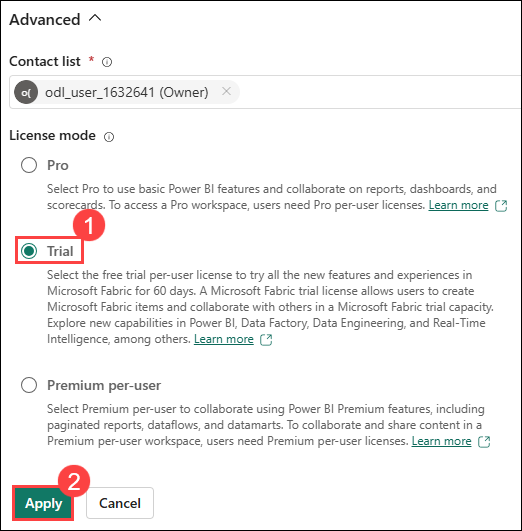 Advanced
Contact list * 
o( odl_user_1632641 (Owner) ×
License mode
Pro
Select Pro to use basic Power BI features and collaborate on reports, dashboards, and
scorecards. To access a Pro workspace, users need Pro per-user licenses. Learn more
1
Trial
Select the free trial per-user license to try all the new features and experiences in
Microsoft Fabric for 60 days. A Microsoft Fabric trial license allows users to create
Microsoft Fabric items and collaborate with others in a Microsoft Fabric trial capacity.
Explore new capabilities in Power BI, Data Factory, Data Engineering, and Real-Time
Intelligence, among others. Learn more
Premium per-user
Select Premium per-user to collaborate using Power BI Premium features, including
paginated reports, dataflows, and datamarts. To collaborate and share content in a
Premium per-user workspace, users need Premium per-user licenses. Learn more
2
Apply Cancel